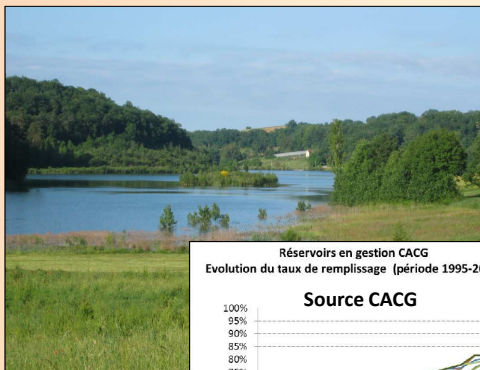 Réservoirs en gestion CACG
Evolution du taux de remplissage (période 1995-20
Source CACG
100%
95%
90%
85%
80%